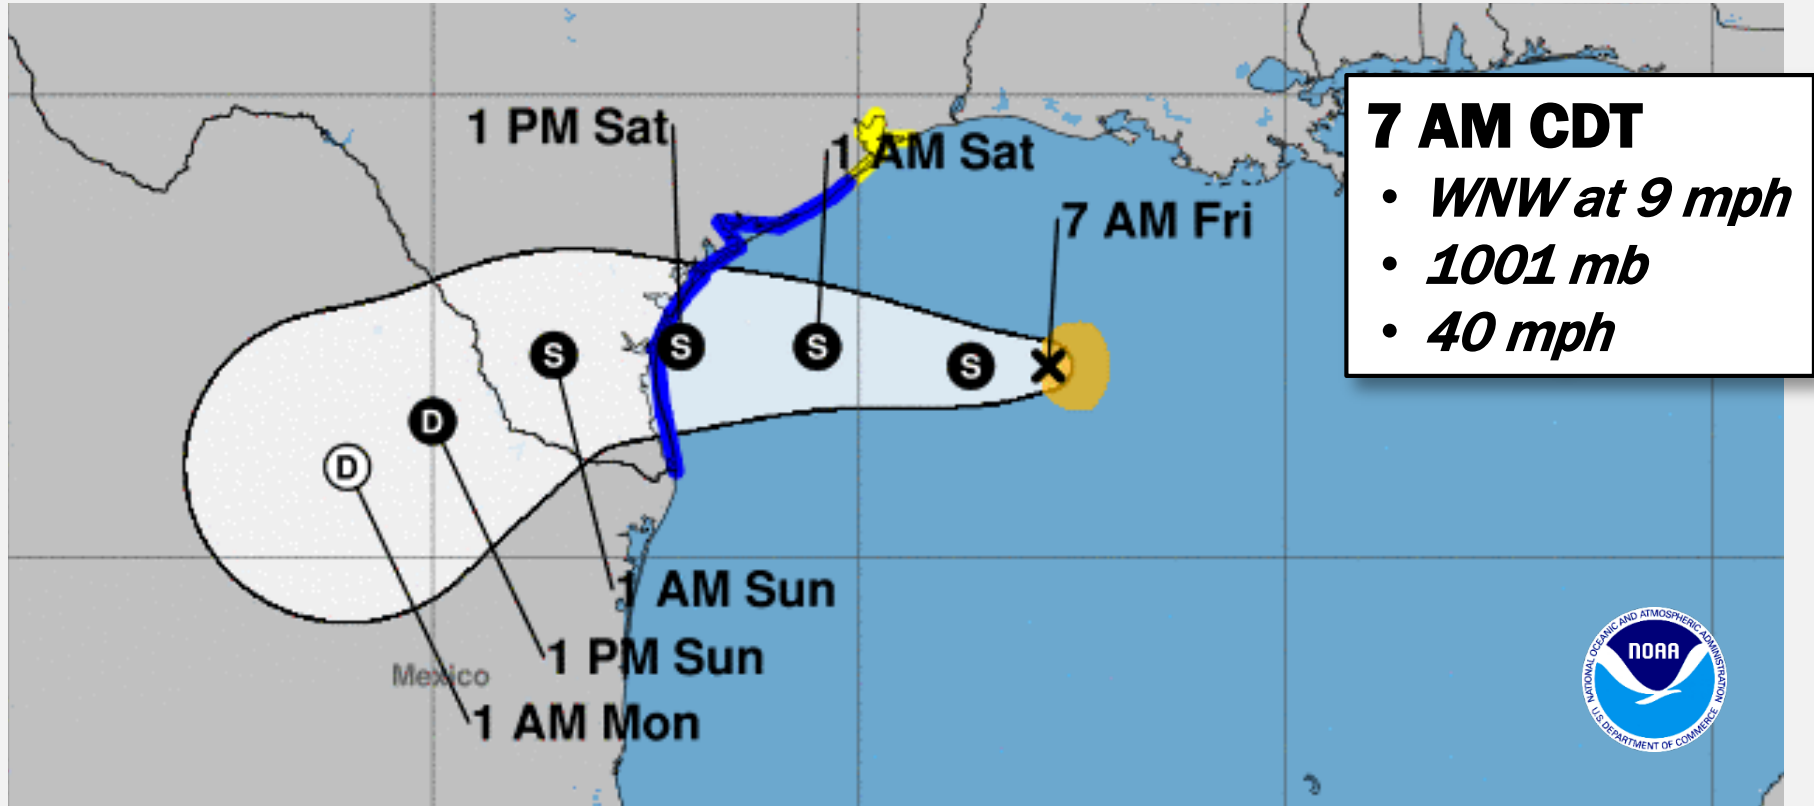 1 PM Sat
1 AM Sat
7 AM Fri
7 AM CDT
• WNW at 9 mph
• 1001 mb
• 40 mph
S
S
S
S
D
D
1 AM Sun
1 PM Sun
Mexico
1 AM Mon
NATIONAL OCEANIC AND ATMOSPHERIC ADMINISTRATION
NOAA
U.S. DEPARTMENT OF COMMERCE